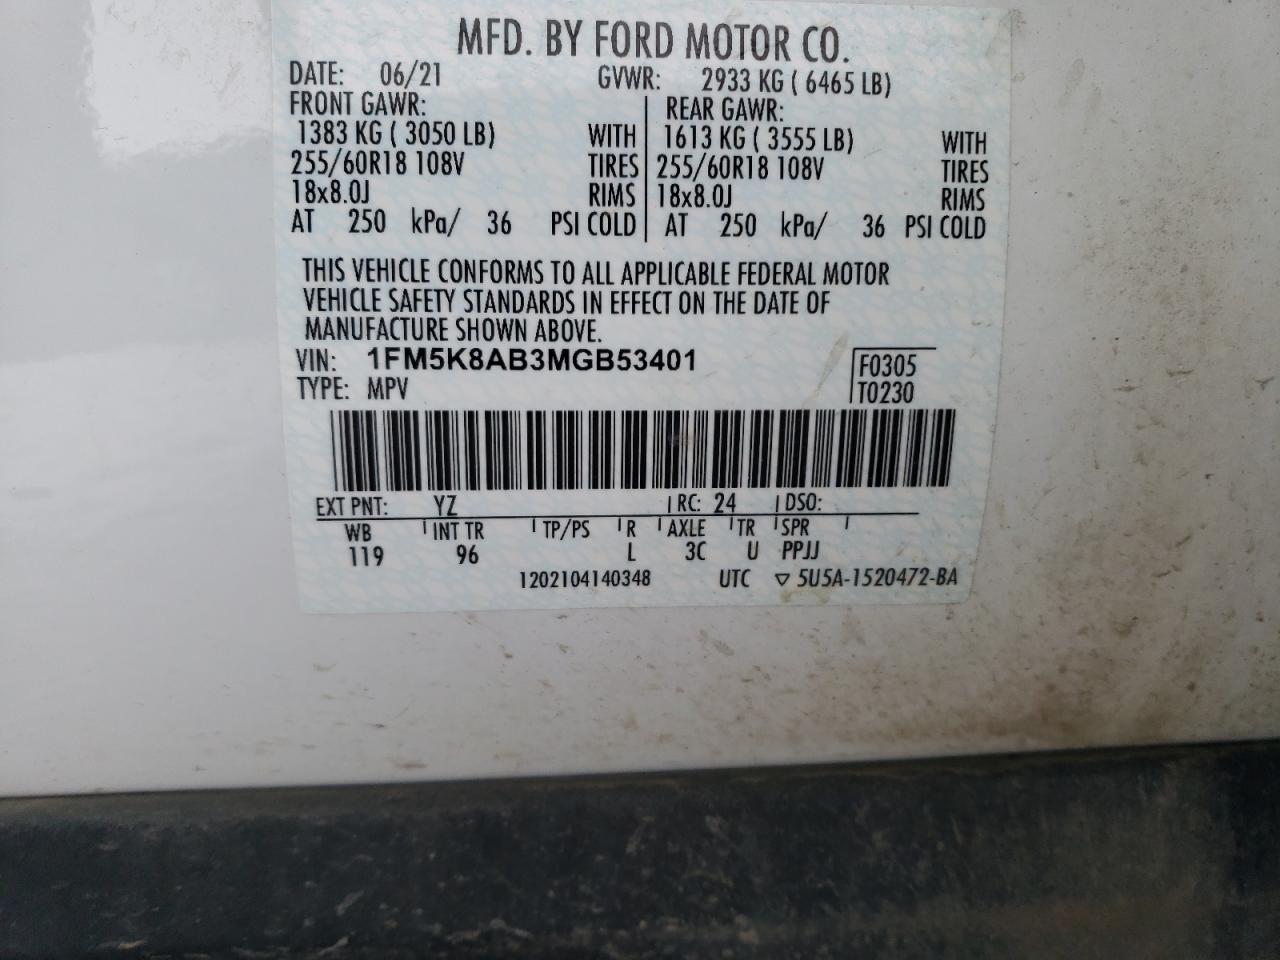 MFD. BY FORD MOTOR CO.
DATE: 06/21 GVWR: 2933 KG ( 6465 LB)
FRONT GAWR: REAR GAWR:
1383 KG ( 3050 LB) WITH 1613 KG ( 3555 LB) WITH
255/60R18 108V TIRES 255/60R18 108V TIRES
18x8.0J RIMS 18x8.0J RIMS
AT 250 kPa/ 36 PSI COLD AT 250 kPa/ 36 PSI COLD
THIS VEHICLE CONFORMS TO ALL APPLICABLE FEDERAL MOTOR
VEHICLE SAFETY STANDARDS IN EFFECT ON THE DATE OF
MANUFACTURE SHOWN ABOVE.
VIN: 1FM5K8AB3MGB53401 F0305
TYPE: MPV T0230
EXT PNT: YZ RC: 24 DSO:
WB INT TR TP/PS R AXLE TR SPR
119 96 L 3C U PPJJ
1202104140348 UTC ▽ 5U5A-1520472-BA